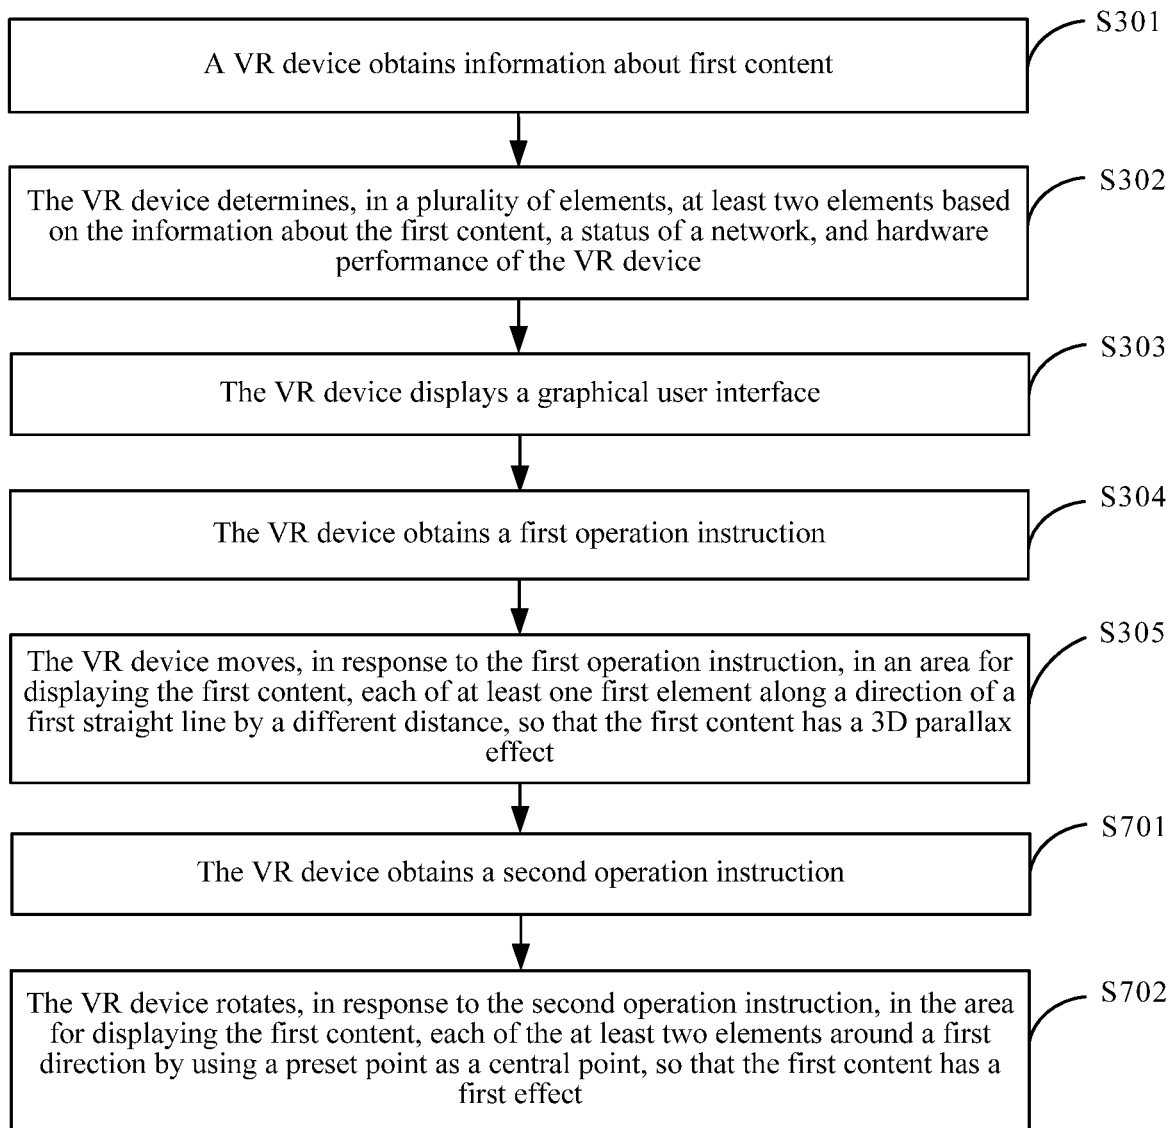 S301
A VR device obtains information about first content
S302
The VR device determines, in a plurality of elements, at least two elements based
on the information about the first content, a status of a network, and hardware
performance of the VR device
S303
The VR device displays a graphical user interface
S304
The VR device obtains a first operation instruction
S305
The VR device moves, in response to the first operation instruction, in an area for
displaying the first content, each of at least one first element along a direction of a
first straight line by a different distance, so that the first content has a 3D parallax
effect
S701
The VR device obtains a second operation instruction
S702
The VR device rotates, in response to the second operation instruction, in the area
for displaying the first content, each of the at least two elements around a first
direction by using a preset point as a central point, so that the first content has a
first effect